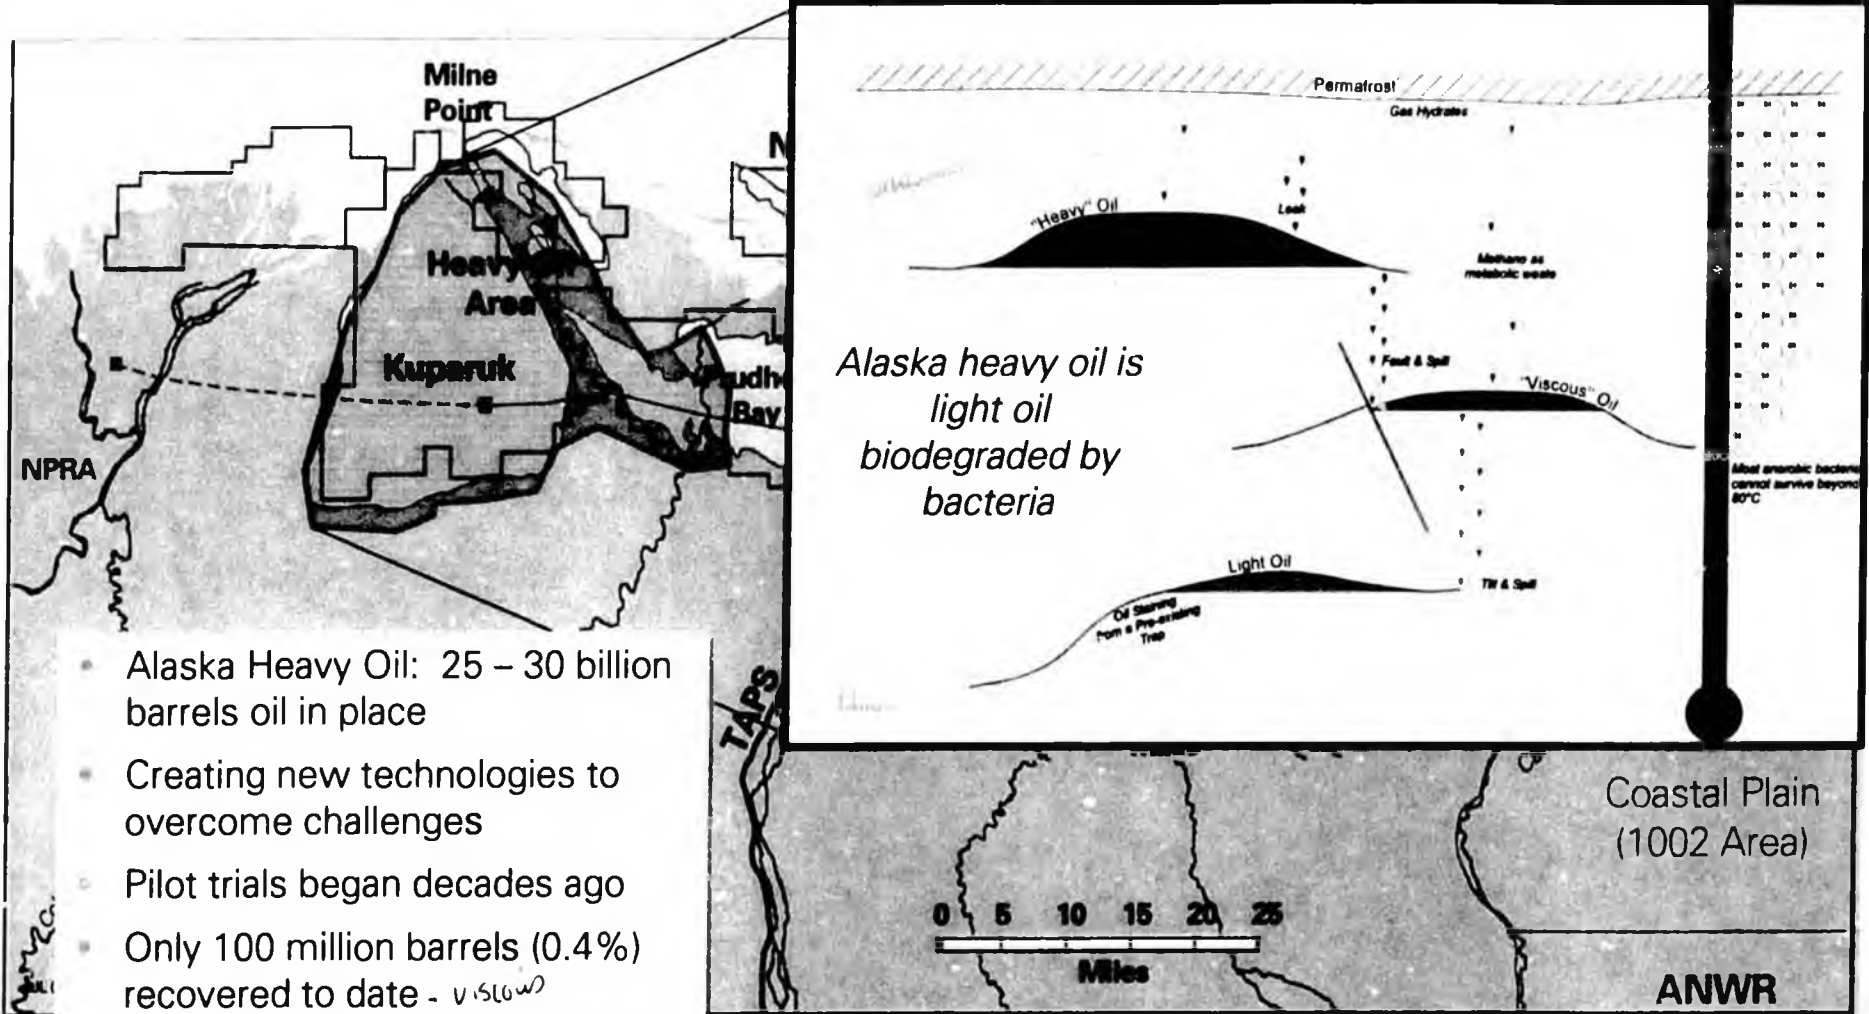 Milne
Point
N
Heavy Oil
Area
Kuparuk
Prudho
Bay
NPRA
TAPS
Permafrost
Gas Hydrates
"Heavy" Oil
Leak
Methano as
metabolic waste
Alaska heavy oil is
light oil
biodegraded by
bacteria
Fault & Spill
"Viscous" Oil
Most anarobic bacteria
cannot survive beyond
80°C
Light Oil
Oil Staining
from a Pre-existing
Trap
Tilt & Spill
Alaska Heavy Oil: 25 – 30 billion
barrels oil in place
Creating new technologies to
overcome challenges
Pilot trials began decades ago
Only 100 million barrels (0.4%)
recovered to date - viscous
0 5 10 15 20 25
Miles
Coastal Plain
(1002 Area)
ANWR